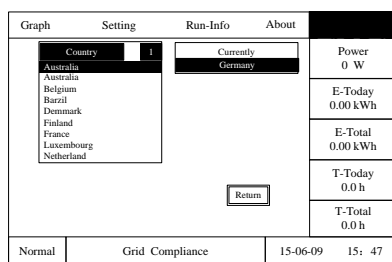 Graph Setting Run-Info About
Country 1
Australia
Australia
Belgium
Barzil
Demmark
Finland
France
Luxembourg
Netherland
Currently
Germany
Return
Power
0 W
E-Today
0.00 kWh
E-Total
0.00 kWh
T-Today
0.0 h
T-Total
0.0 h
Normal Grid Compliance 15-06-09 15：47